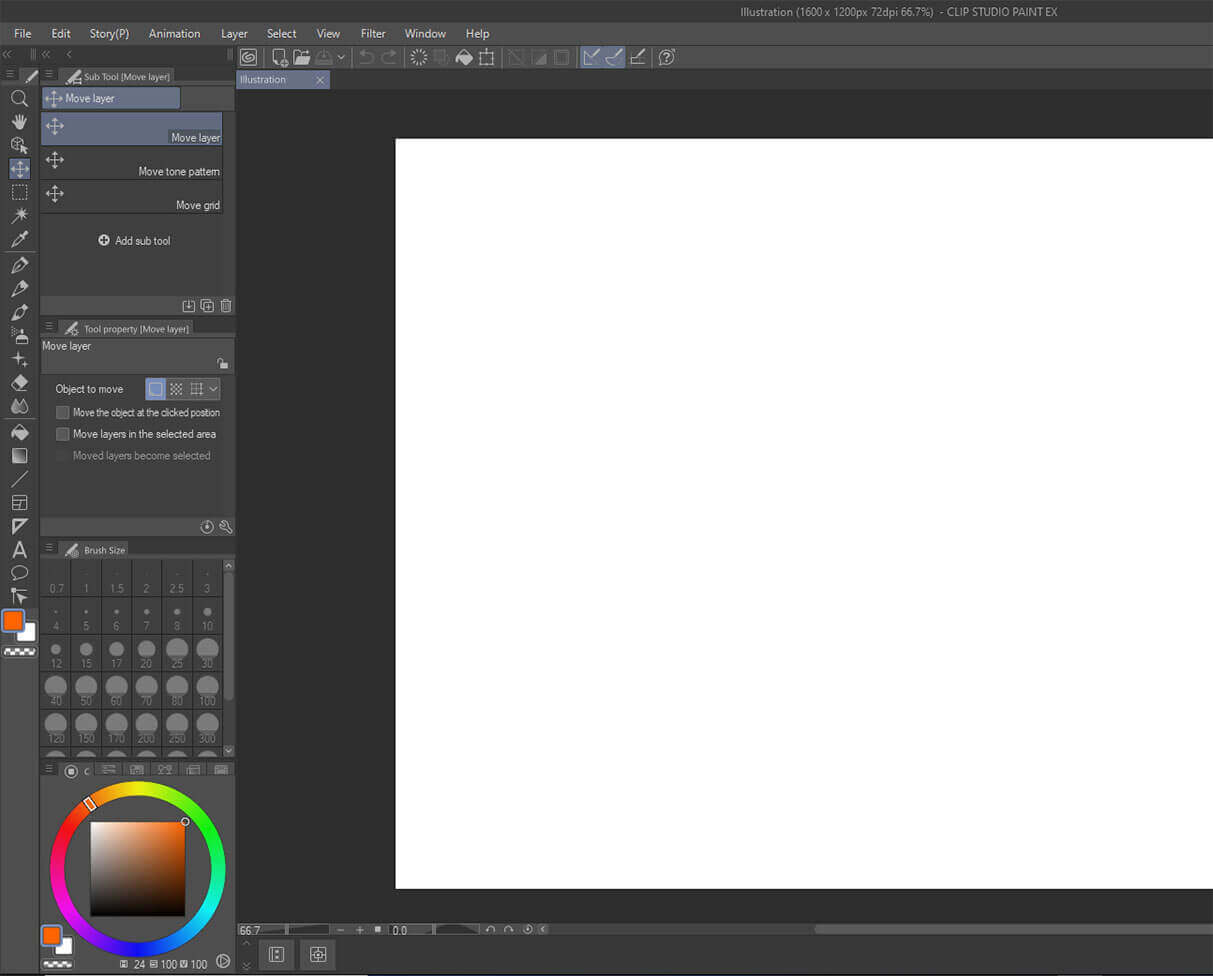 Illustration (1600 x 1200px 72dpi 66.7%) - CLIP STUDIO PAINT EX
File Edit Story(P) Animation Layer Select View Filter Window Help
Sub Tool [Move layer]
Illustration
Move layer
Move layer
Move tone pattern
Move grid
Add sub tool
Tool property [Move layer]
Move layer
Object to move
Move the object at the clicked position
Move layers in the selected area
Moved layers become selected
Brush Size
0.7 1 1.5 2 2.5 3
4 5 6 7 8 10
12 15 17 20 25 30
40 50 60 70 80 100
120 150 170 200 250 300
C
66.7 0.0
H 24 S 100 V 100